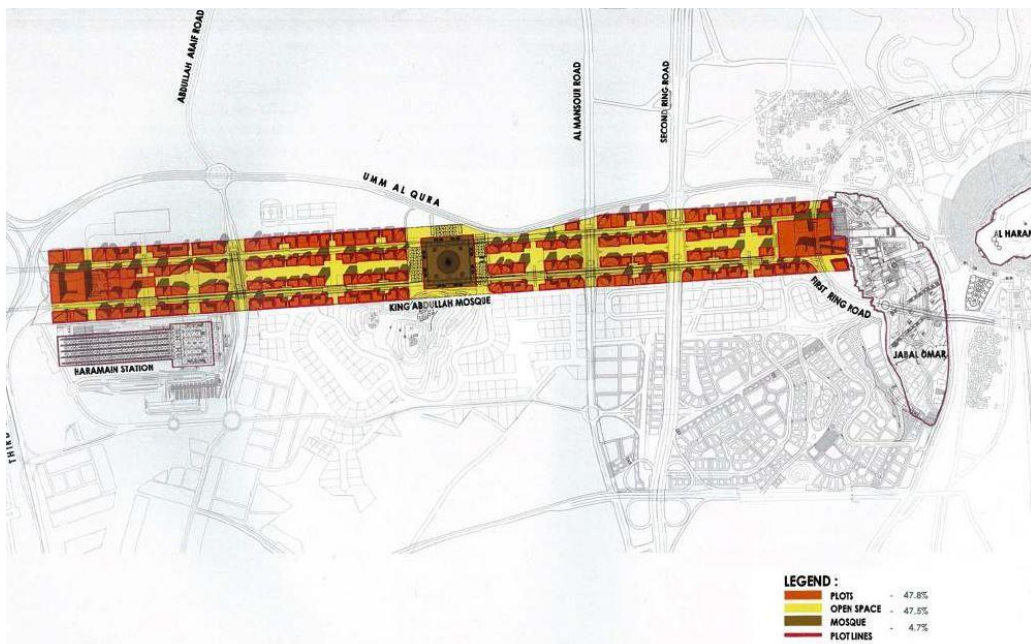 ABDULLAH ARAIF ROAD
AL MANSOUR ROAD
SECOND RING ROAD
UMM AL QURA
AL HARAM
KING ABDULLAH MOSQUE
FIRST RING ROAD
HARAMAIN STATION
JABAL OMAR
THIRD
LEGEND :
PLOTS - 47.8%
OPEN SPACE - 47.5%
MOSQUE - 4.7%
PLOT LINES